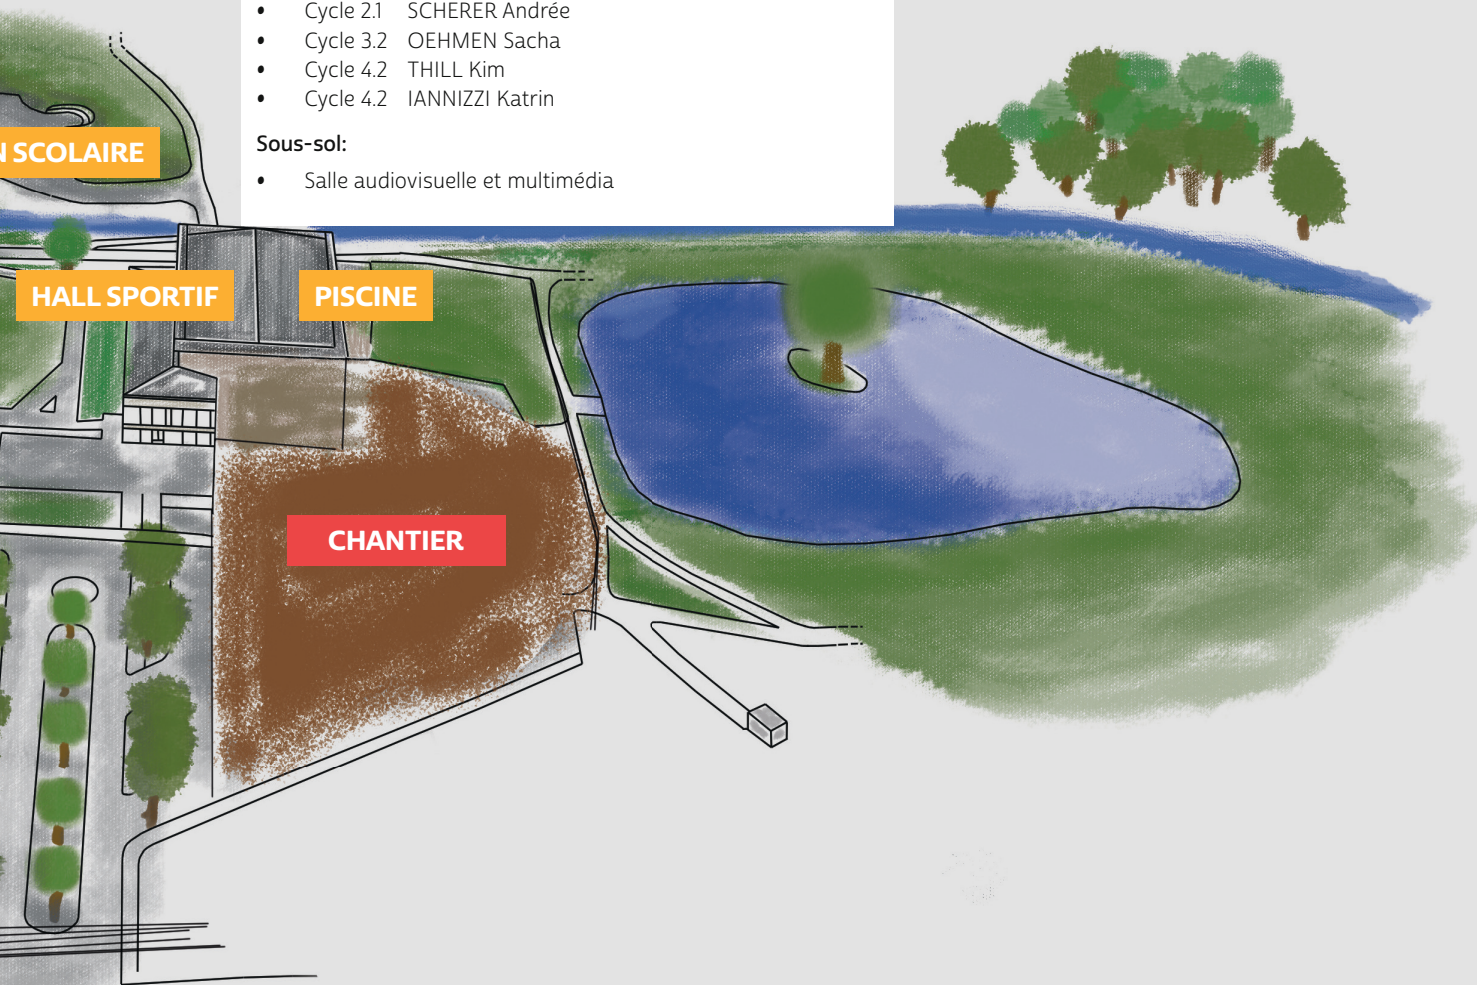 • Cycle 2.1 SCHERER Andrée
• Cycle 3.2 OEHMEN Sacha
• Cycle 4.2 THILL Kim
• Cycle 4.2 IANNIZZI Katrin
Sous-sol:
• Salle audiovisuelle et multimédia
N SCOLAIRE
HALL SPORTIF
PISCINE
CHANTIER